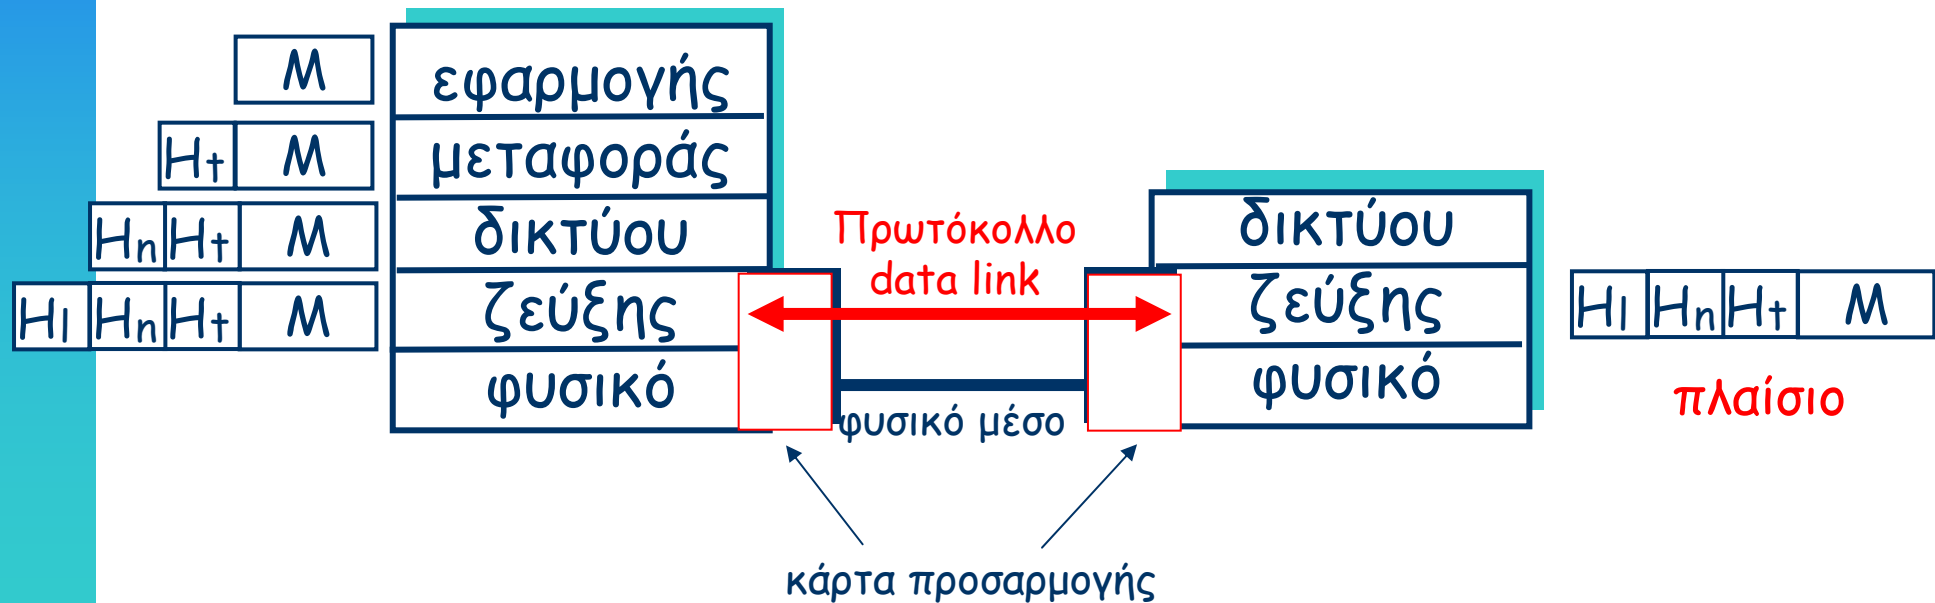 M
εφαρμογής
Ht M
μεταφοράς
Hn Ht M
δικτύου
Hl Hn Ht M
ζεύξης
φυσικό
Πρωτόκολλο
data link
φυσικό μέσο
δικτύου
ζεύξης
φυσικό
Hl Hn Ht M
πλαίσιο
κάρτα προσαρμογής